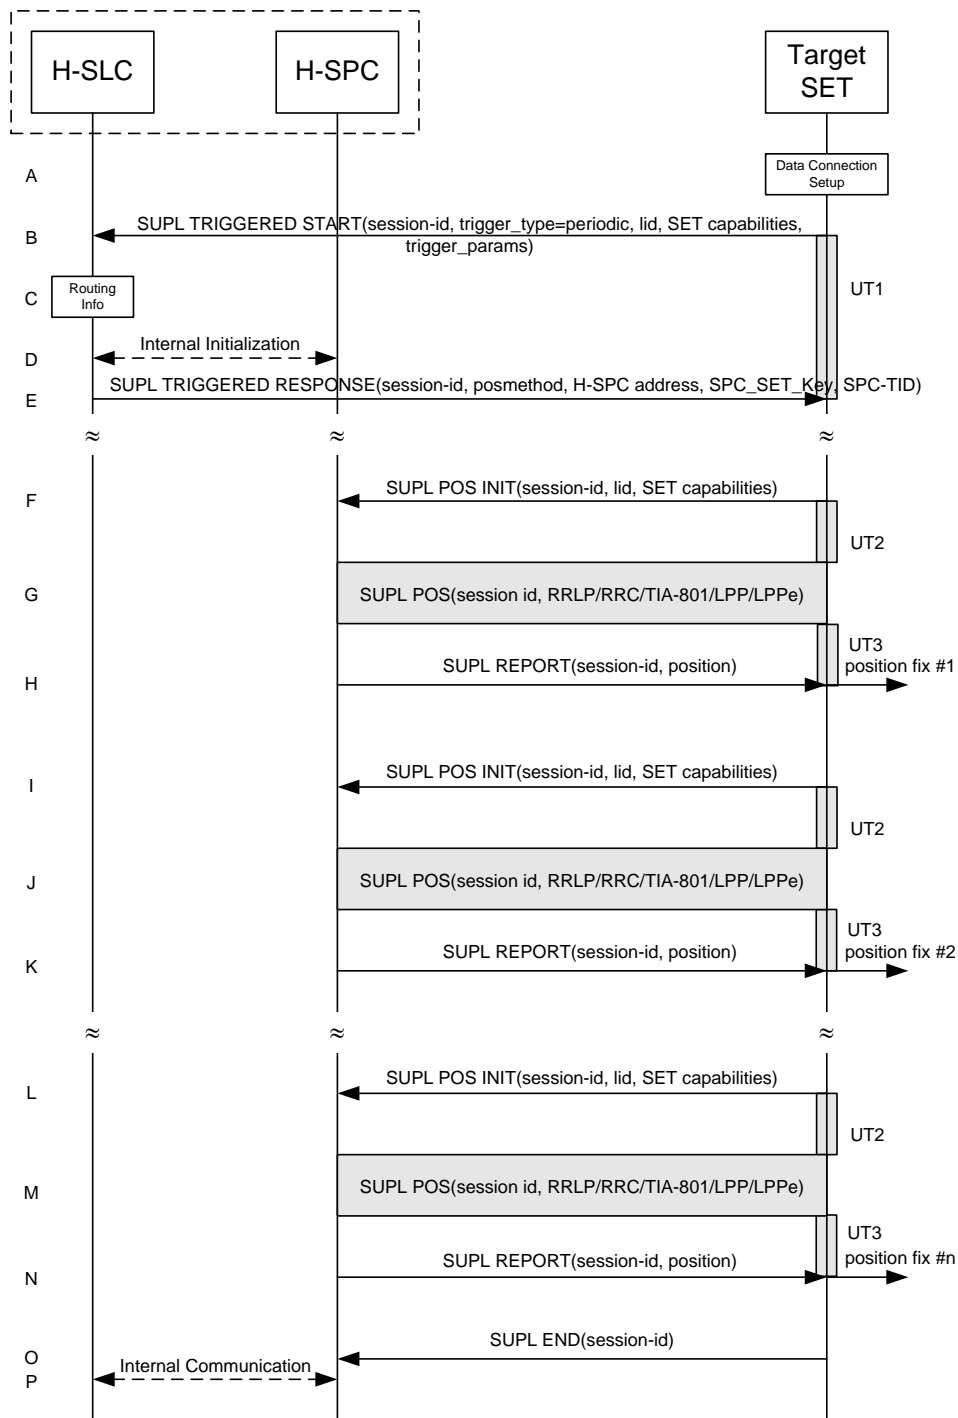 H-SLC
H-SPC
Target
SET
A
Data Connection
Setup
B
SUPL TRIGGERED START(session-id, trigger_type=periodic, lid, SET capabilities,
trigger_params)
C
Routing
Info
UT1
D
Internal Initialization
E
SUPL TRIGGERED RESPONSE(session-id, posmethod, H-SPC address, SPC_SET_Key, SPC-TID)
≈ ≈ ≈
F
SUPL POS INIT(session-id, lid, SET capabilities)
UT2
G
SUPL POS(session id, RRLP/RRC/TIA-801/LPP/LPPe)
UT3
H
SUPL REPORT(session-id, position)
position fix #1
I
SUPL POS INIT(session-id, lid, SET capabilities)
UT2
J
SUPL POS(session id, RRLP/RRC/TIA-801/LPP/LPPe)
UT3
K
SUPL REPORT(session-id, position)
position fix #2
≈ ≈ ≈
L
SUPL POS INIT(session-id, lid, SET capabilities)
UT2
M
SUPL POS(session id, RRLP/RRC/TIA-801/LPP/LPPe)
UT3
N
SUPL REPORT(session-id, position)
position fix #n
O
SUPL END(session-id)
P
Internal Communication